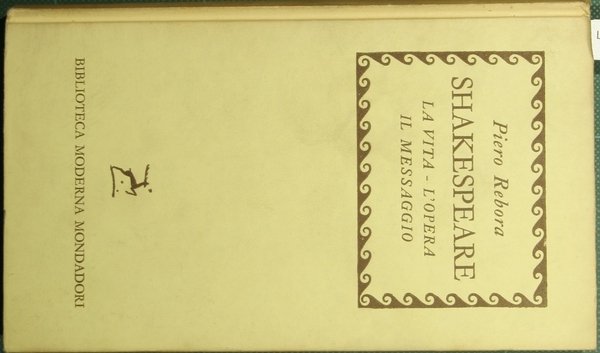 Piero Rebora
SHAKESPEARE
LA VITA - L'OPERA
IL MESSAGGIO
BIBLIOTECA MODERNA MONDADORI